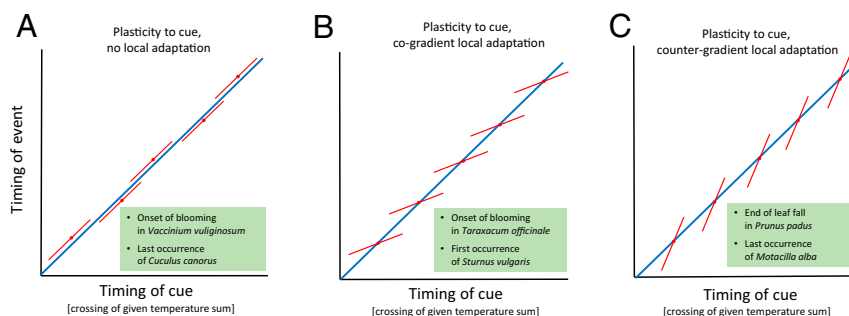 A
Plasticity to cue,
no local adaptation
Timing of event
• Onset of blooming
in Vaccinium vuliginosum
• Last occurrence
of Cuculus canorus
Timing of cue
[crossing of given temperature sum]
B
Plasticity to cue,
co-gradient local adaptation
• Onset of blooming
in Taraxacum officinale
• First occurrence
of Sturnus vulgaris
Timing of cue
[crossing of given temperature sum]
C
Plasticity to cue,
counter-gradient local adaptation
• End of leaf fall
in Prunus padus
• Last occurrence
of Motacilla alba
Timing of cue
[crossing of given temperature sum]